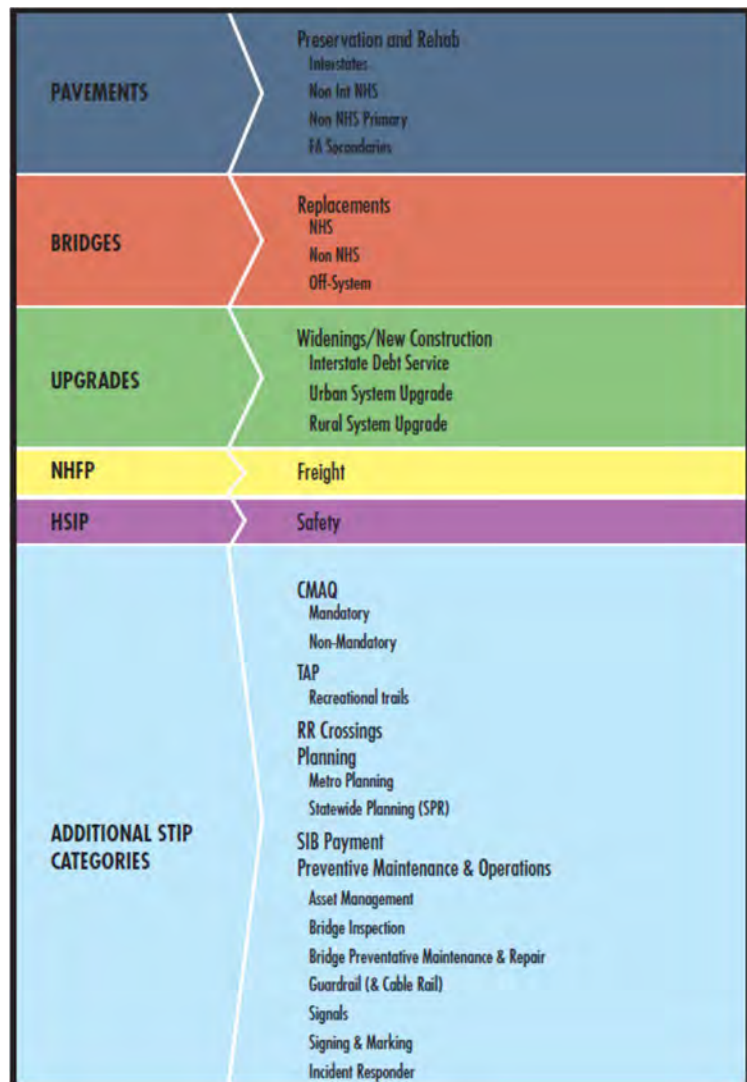 PAVEMENTS
Preservation and Rehab
Interstates
Non Int NHS
Non NHS Primary
FA Secondaries
BRIDGES
Replacements
NHS
Non NHS
Off-System
UPGRADES
Widenings/New Construction
Interstate Debt Service
Urban System Upgrade
Rural System Upgrade
NHFP
Freight
HSIP
Safety
ADDITIONAL STIP
CATEGORIES
CMAQ
Mandatory
Non-Mandatory
TAP
Recreational trails
RR Crossings
Planning
Metro Planning
Statewide Planning (SPR)
SIB Payment
Preventive Maintenance & Operations
Asset Management
Bridge Inspection
Bridge Preventative Maintenance & Repair
Guardrail (& Cable Rail)
Signals
Signing & Marking
Incident Responder